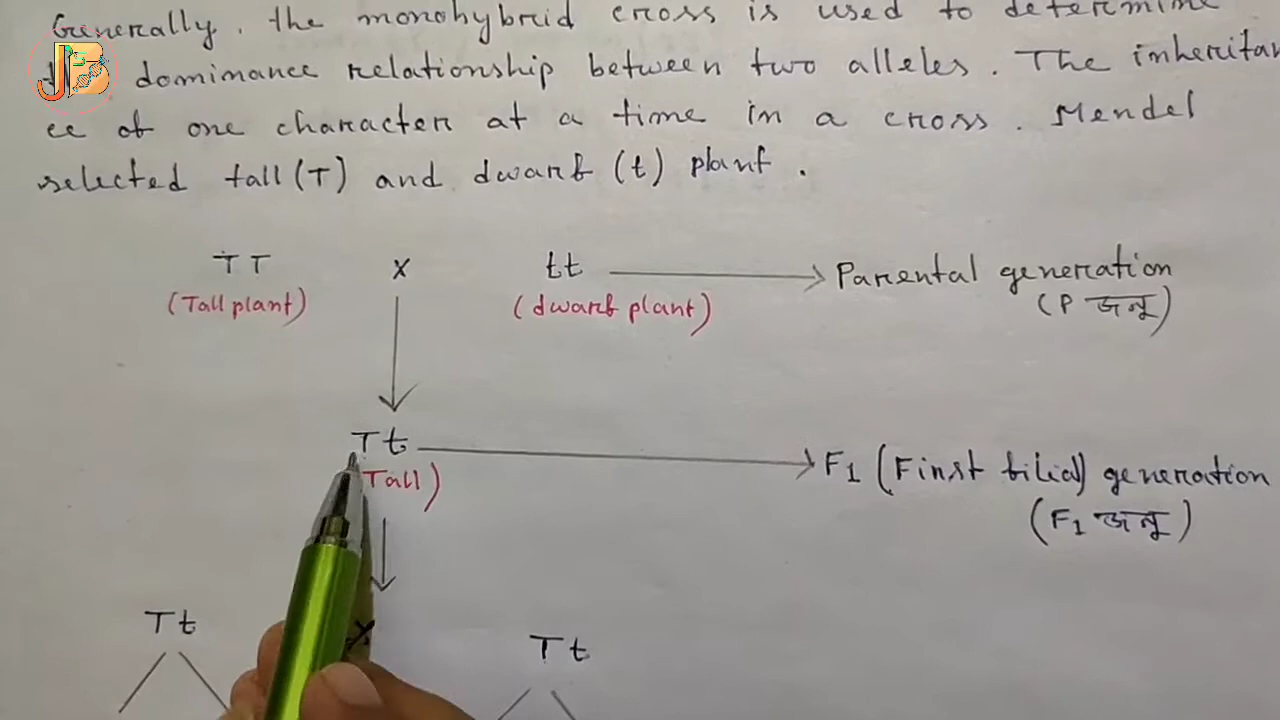 Generally, the monohybrid cross is used to determine
dominance relationship between two alleles. The inheritan
ce of one character at a time in a cross. Mendel
selected tall (T) and dwarf (t) plant.
TT x tt Parental generation
(Tall plant) (dwarf plant) (P जनू)
Tt F1 (First filial) generation
Tall) (F1 जनू)
x
Tt Tt
JB